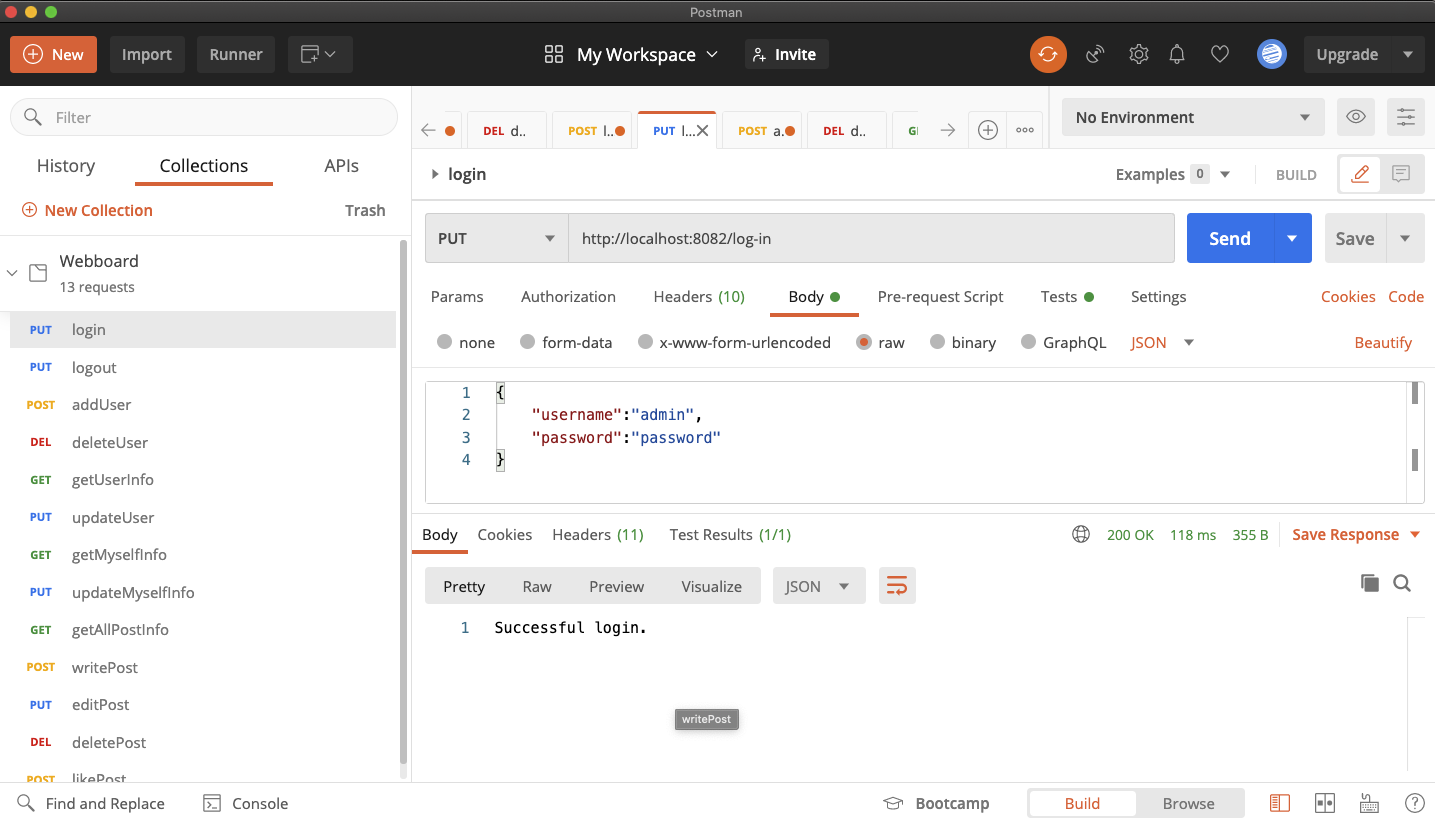 Postman
New Import Runner My Workspace Invite Upgrade
Filter
History Collections APIs
New Collection Trash
Webboard
13 requests
PUT login
PUT logout
POST addUser
DEL deleteUser
GET getUserInfo
PUT updateUser
GET getMyselfInfo
PUT updateMyselfInfo
GET getAllPostInfo
POST writePost
PUT editPost
DEL deletePost
POST likePost
DEL d.. POST l.. PUT l... POST a. DEL d.. GI
No Environment
login Examples 0 BUILD
PUT http://localhost:8082/log-in Send Save
Params Authorization Headers (10) Body Pre-request Script Tests Settings Cookies Code
none form-data x-www-form-urlencoded raw binary GraphQL JSON Beautify
1 {
2 "username":"admin",
3 "password":"password"
4 }
Body Cookies Headers (11) Test Results (1/1) 200 OK 118 ms 355 B Save Response
Pretty Raw Preview Visualize JSON
1 Successful login.
writePost
Find and Replace Console Bootcamp Build Browse